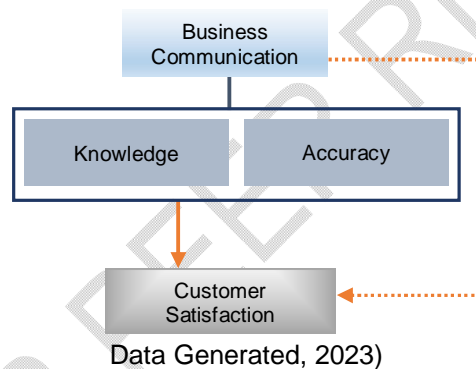 Business
Communication
Knowledge
Accuracy
Customer
Satisfaction
Data Generated, 2023)